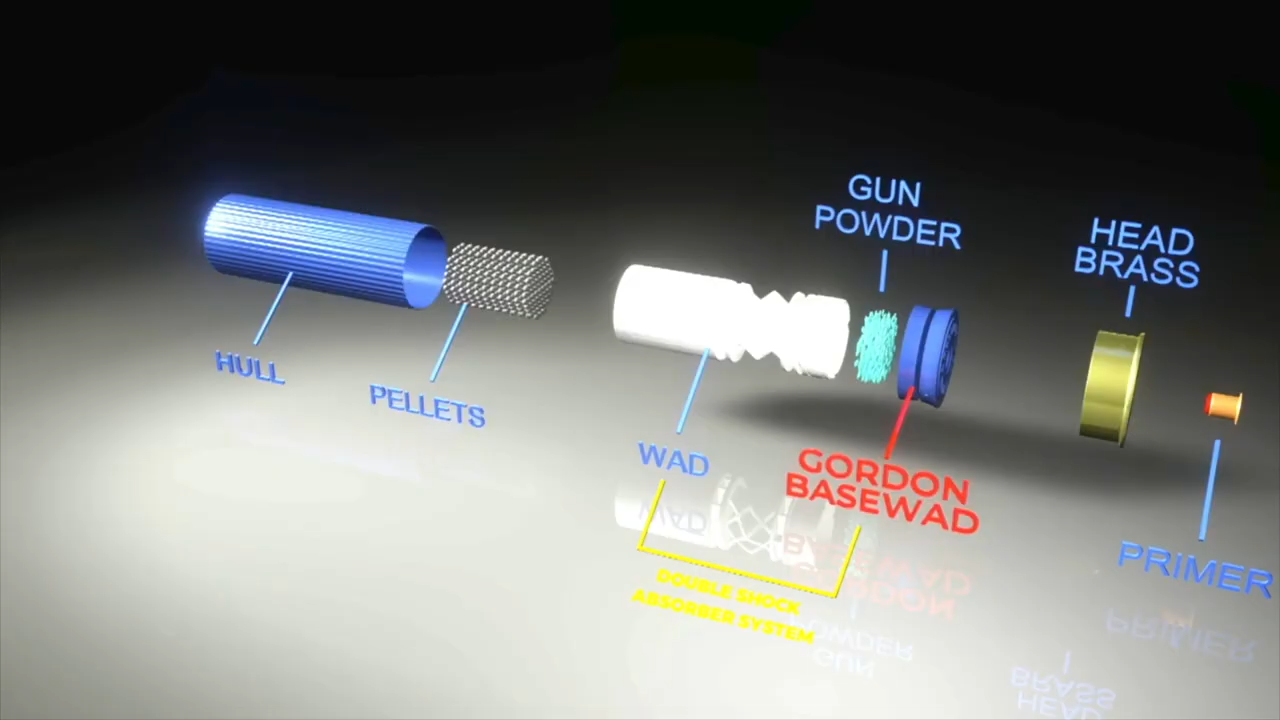 GUN
POWDER
HEAD
BRASS
HULL
PELLETS
WAD
GORDON
BASEWAD
PRIMER
DOUBLE SHOCK
ABSORBER SYSTEM